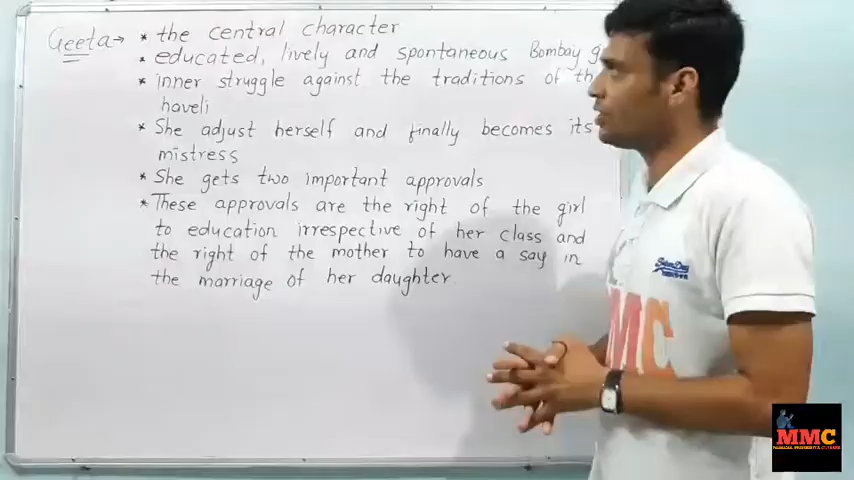 Geeta → * the central character
* educated, lively and spontaneous Bombay
* inner struggle against the traditions of
haveli
* She adjust herself and finally becomes its
mistress
* She gets two important approvals
* These approvals are the right of the girl
to education irrespective of her class and
the right of the mother to have a say in
the marriage of her daughter.
MMC
MMC